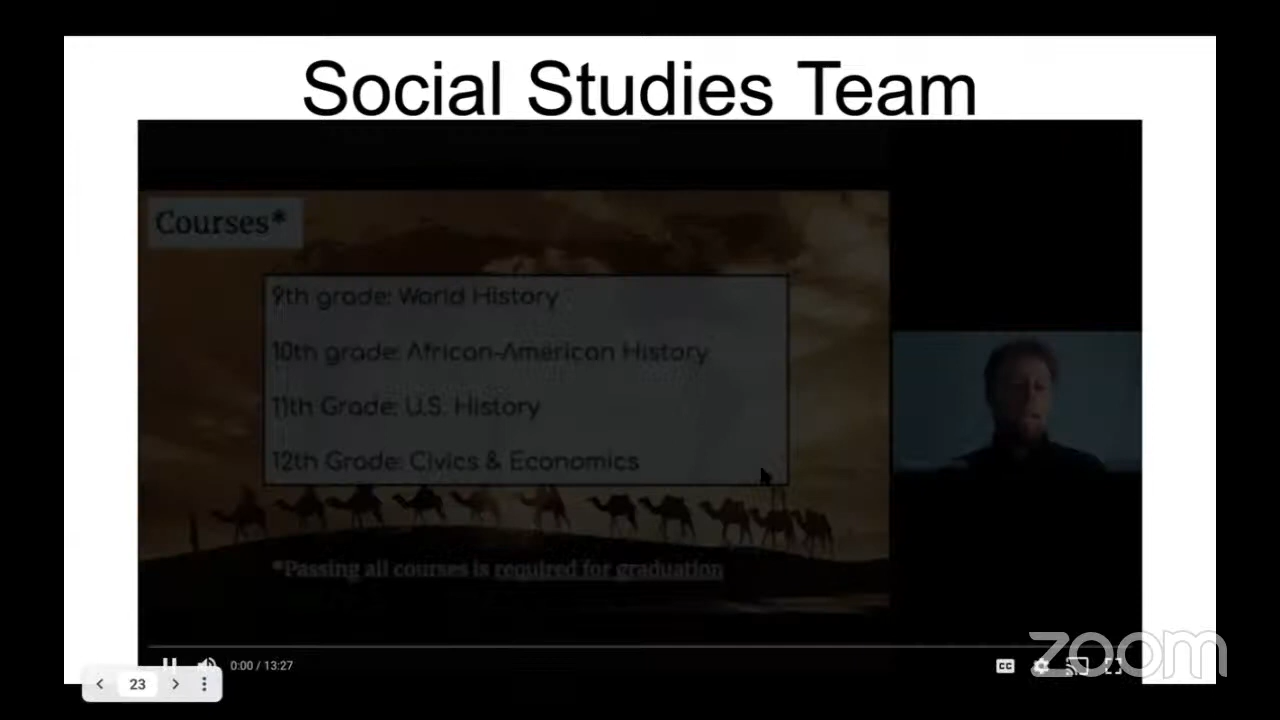 Social Studies Team
Courses*
9th grade: World History
10th grade: African-American History
11th Grade: U.S. History
12th Grade: Civics & Economics
*Passing all courses is required for graduation
0:00 / 13:27
CC
zoom
23